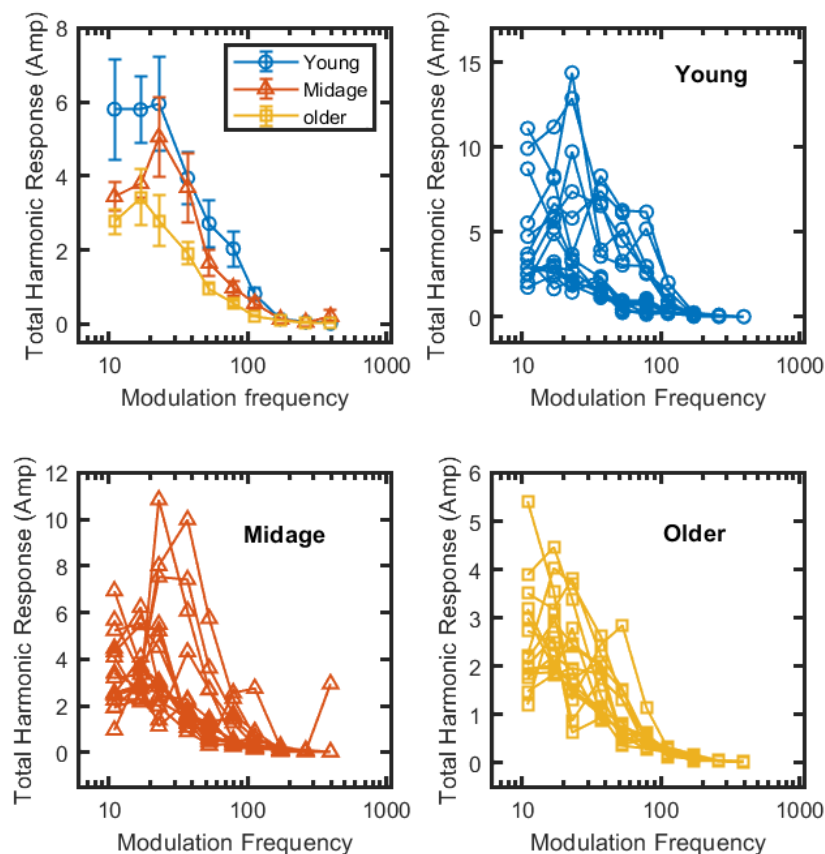 Total Harmonic Response (Amp)
8
6
4
2
0
Young
Midage
older
10
100
1000
Modulation frequency
Total Harmonic Response (Amp)
15
10
5
0
Young
10
100
1000
Modulation Frequency
Total Harmonic Response (Amp)
12
10
8
6
4
2
0
Midage
10
100
1000
Modulation Frequency
Total Harmonic Response (Amp)
6
5
4
3
2
1
0
Older
10
100
1000
Modulation Frequency